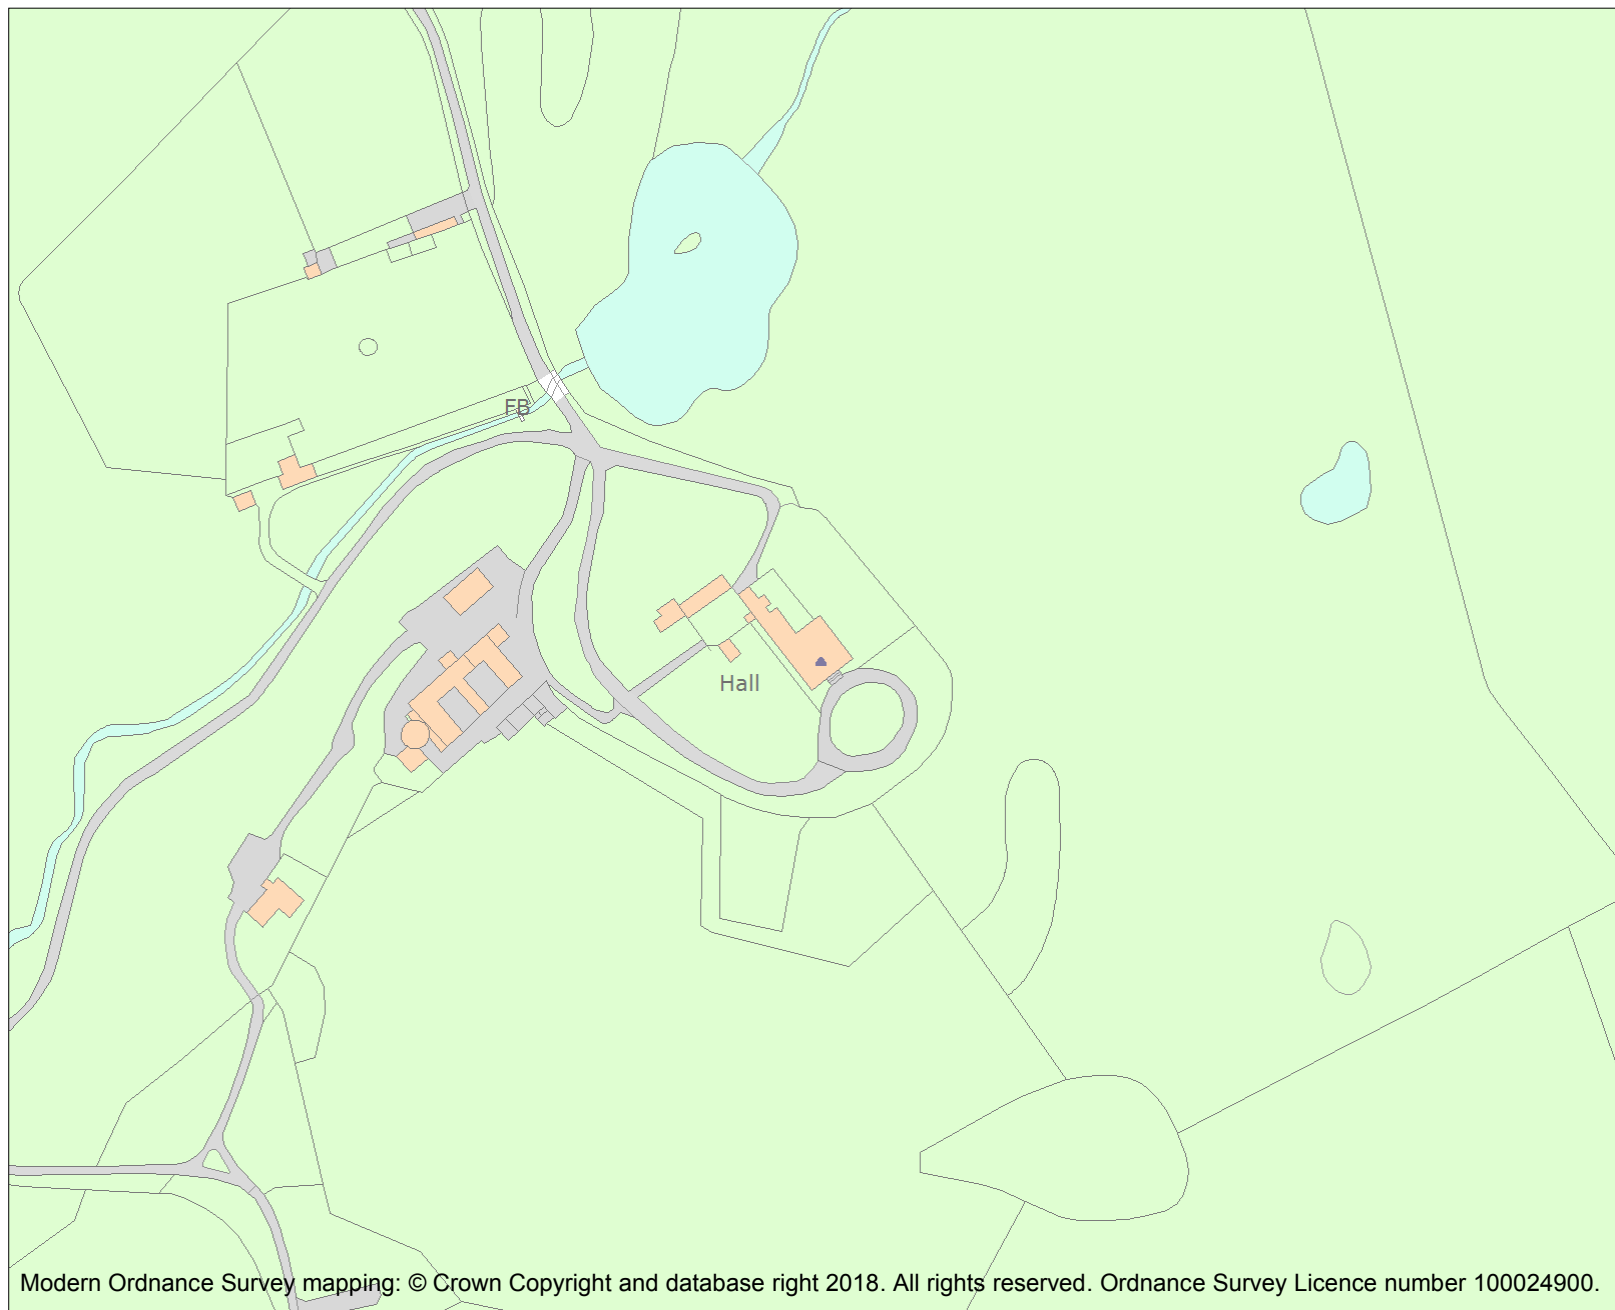 FB
Hall
Modern Ordnance Survey mapping: © Crown Copyright and database right 2018. All rights reserved. Ordnance Survey Licence number 100024900.